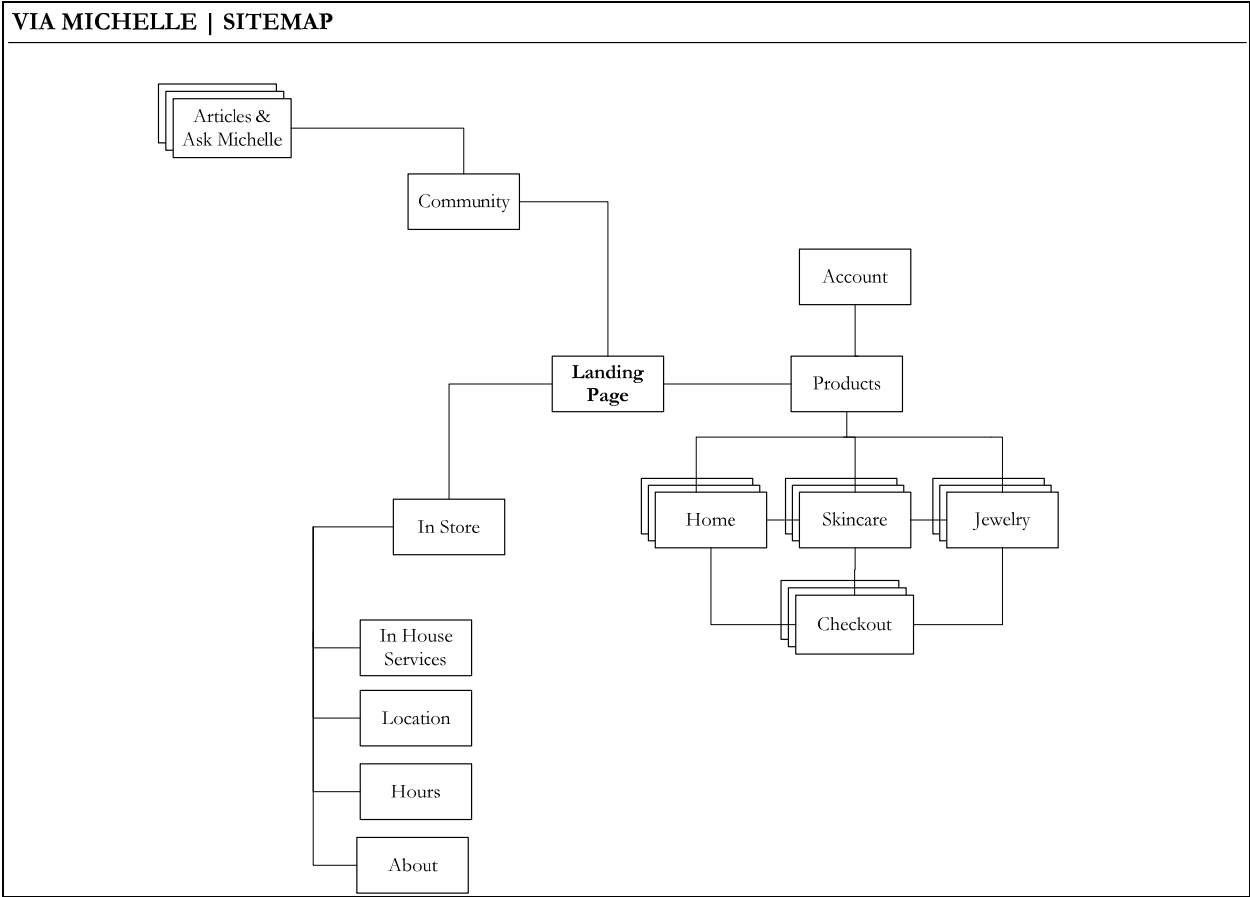 VIA MICHELLE | SITEMAP
Articles &
Ask Michelle
Community
Account
Landing
Page
Products
Home
Skincare
Jewelry
In Store
Checkout
In House
Services
Location
Hours
About